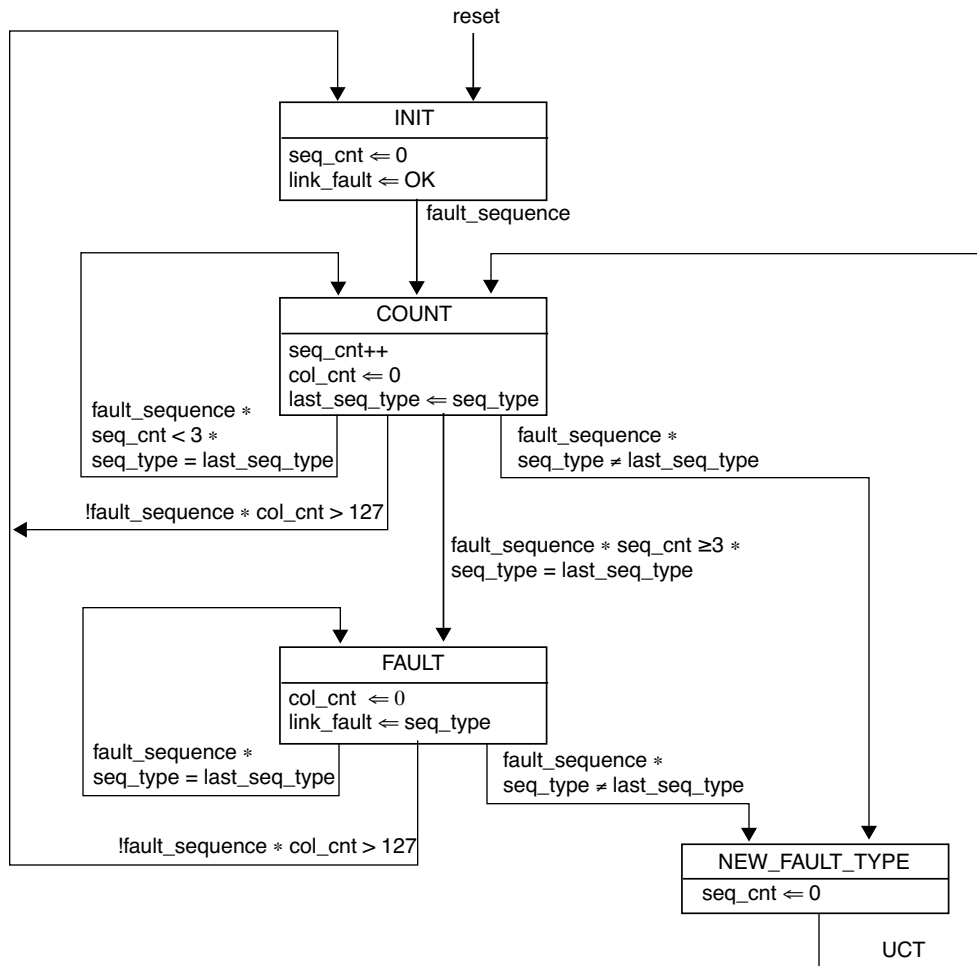 reset
INIT
seq_cnt ⇐ 0
link_fault ⇐ OK
fault_sequence
COUNT
seq_cnt++
col_cnt ⇐ 0
last_seq_type ⇐ seq_type
fault_sequence *
seq_cnt < 3 *
seq_type = last_seq_type
fault_sequence *
seq_type ≠ last_seq_type
!fault_sequence * col_cnt > 127
fault_sequence * seq_cnt ≥3 *
seq_type = last_seq_type
FAULT
col_cnt ⇐ 0
link_fault ⇐ seq_type
fault_sequence *
seq_type = last_seq_type
fault_sequence *
seq_type ≠ last_seq_type
!fault_sequence * col_cnt > 127
NEW_FAULT_TYPE
seq_cnt ⇐ 0
UCT